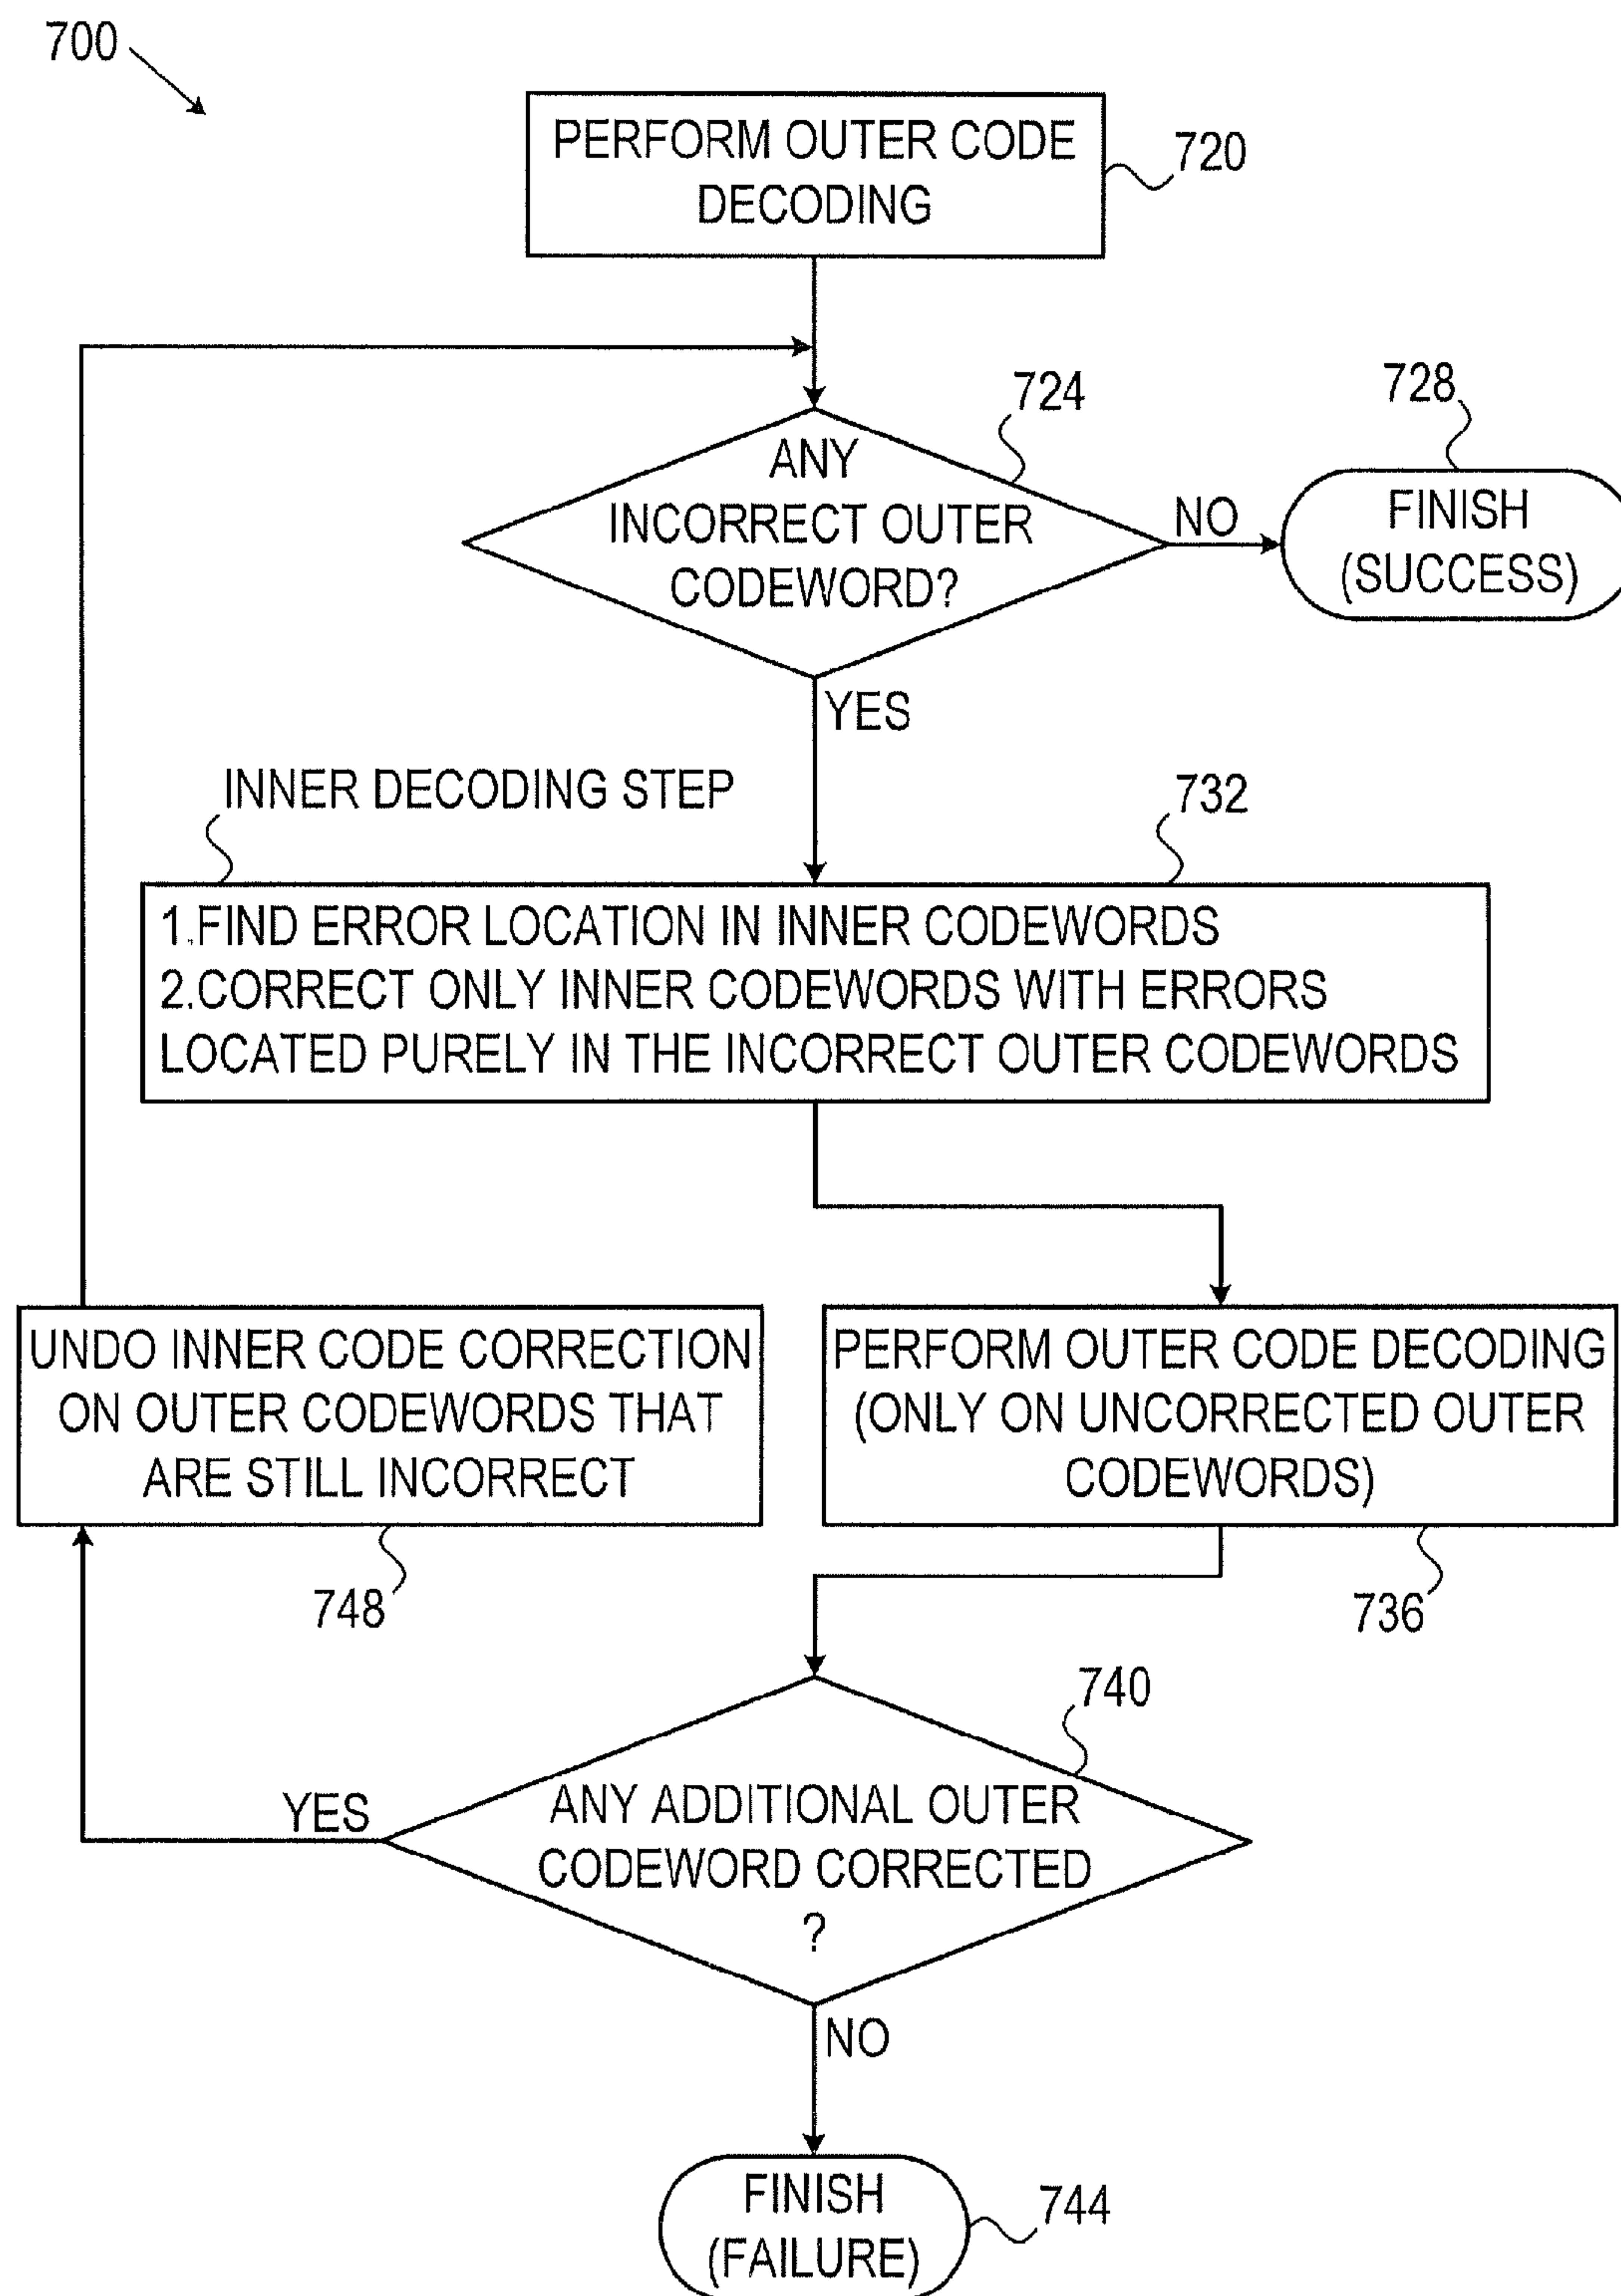 700
PERFORM OUTER CODE
DECODING
720
724
ANY
INCORRECT OUTER
CODEWORD?
NO
728
FINISH
(SUCCESS)
YES
INNER DECODING STEP
732
1.FIND ERROR LOCATION IN INNER CODEWORDS
2.CORRECT ONLY INNER CODEWORDS WITH ERRORS
LOCATED PURELY IN THE INCORRECT OUTER CODEWORDS
UNDO INNER CODE CORRECTION
ON OUTER CODEWORDS THAT
ARE STILL INCORRECT
748
PERFORM OUTER CODE DECODING
(ONLY ON UNCORRECTED OUTER
CODEWORDS)
736
740
YES
ANY ADDITIONAL OUTER
CODEWORD CORRECTED
?
NO
FINISH
(FAILURE)
744